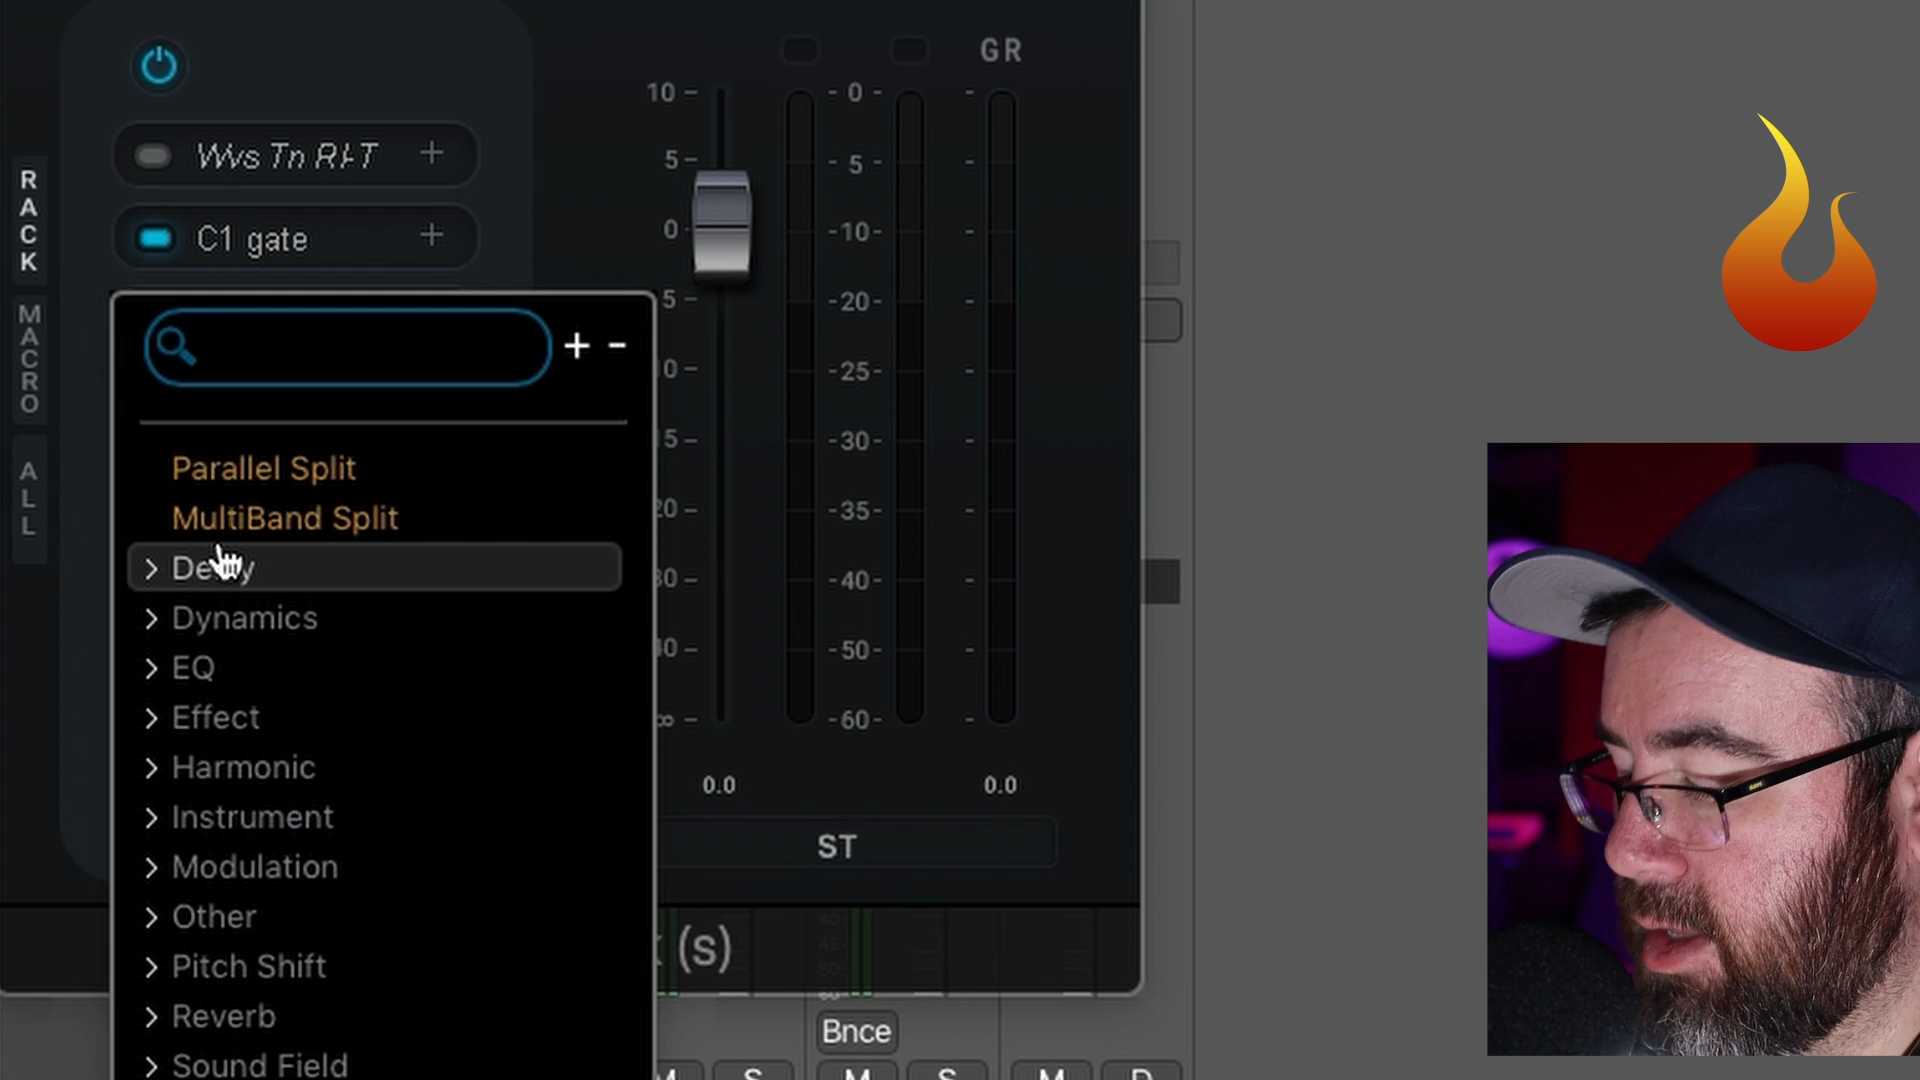 GR
RACK
MACRO
ALL
Wvs Tn Rl-T +
C1 gate +
10
5
0
5
0
-5
-10-
-20-
-25-
-30-
-35-
-40-
-50-
-60-
+ -
Parallel Split
MultiBand Split
Dynamics
EQ
Effect
Harmonic
Instrument
Modulation
Other
Pitch Shift
Reverb
Sound Field
0.0
0.0
ST
(s)
Bnce
S
M
S
M
D